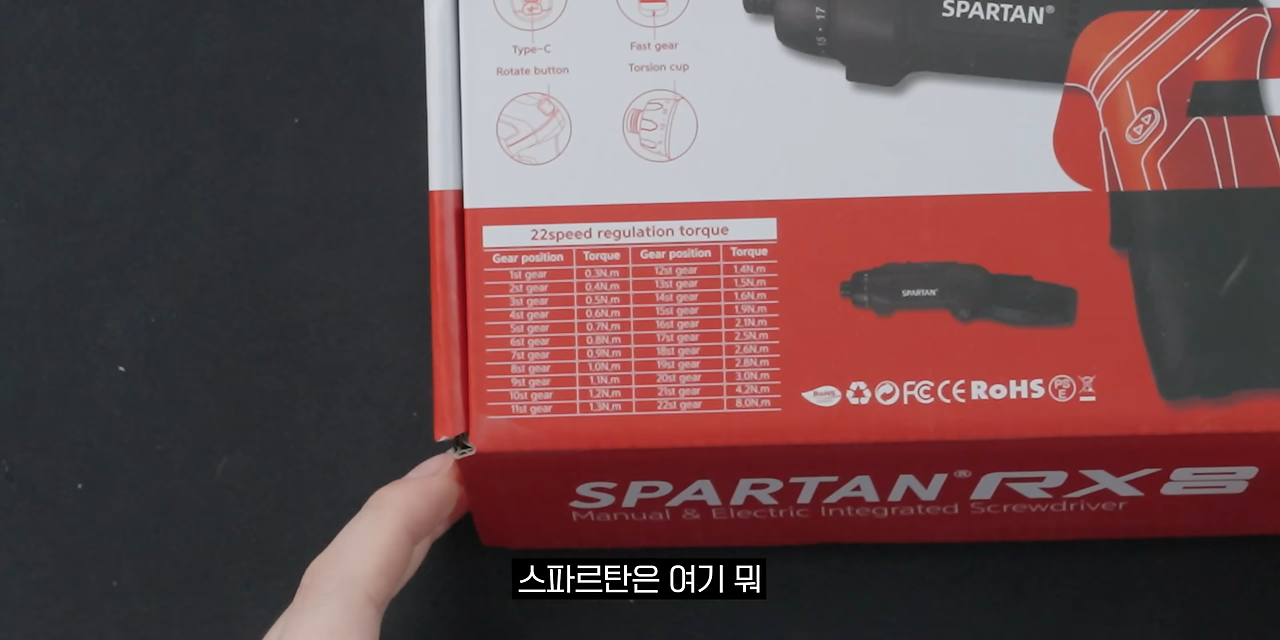 SPARTAN®
15 · 17
Type-C
Fast gear
Rotate button
Torsion cup
22speed regulation torque
Gear position Torque Gear position Torque
1st gear 0.3N.m 12st gear 1.4N.m
2st gear 0.4N.m 13st gear 1.5N.m
3st gear 0.5N.m 14st gear 1.6N.m
4st gear 0.6N.m 15st gear 1.9N.m
5st gear 0.7N.m 16st gear 2.1N.m
6st gear 0.8N.m 17st gear 2.5N.m
7st gear 0.9N.m 18st gear 2.6N.m
8st gear 1.0N.m 19st gear 2.8N.m
9st gear 1.1N.m 20st gear 3.0N.m
10st gear 1.2N.m 21st gear 4.2N.m
11st gear 1.3N.m 22st gear 8.0N.m
SPARTAN®
RoHS FC CE RoHS PS E
SPARTAN® RX8
Manual & Electric Integrated Screwdriver
스파르탄은 여기 뭐